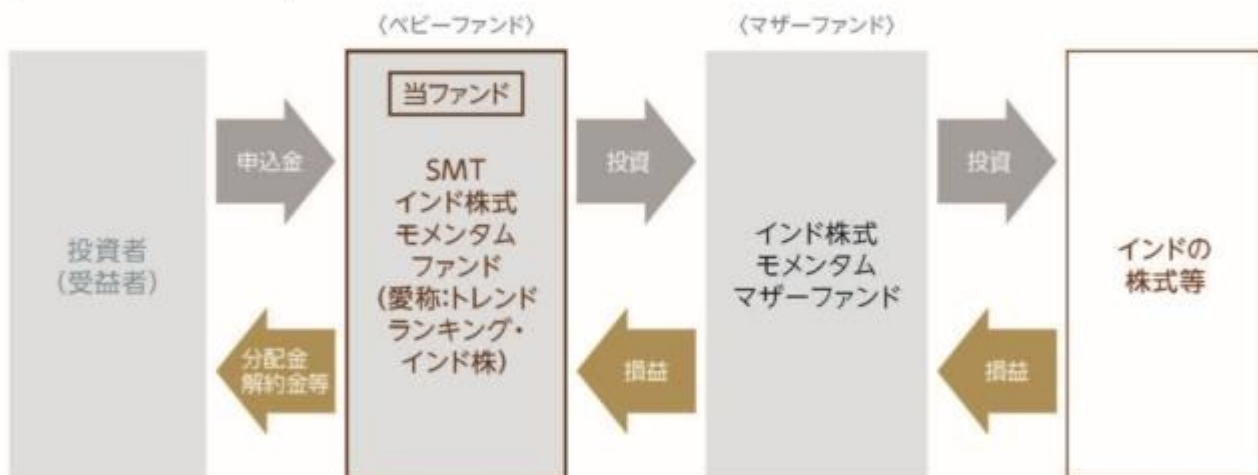 〈ベビーファンド〉
〈マザーファンド〉
投資者
(受益者)
申込金
分配金
解約金等
当ファンド
SMT
インド株式
モメンタム
ファンド
(愛称:トレンド
ランキング・
インド株)
投資
損益
インド株式
モメンタム
マザーファンド
投資
損益
インドの
株式等